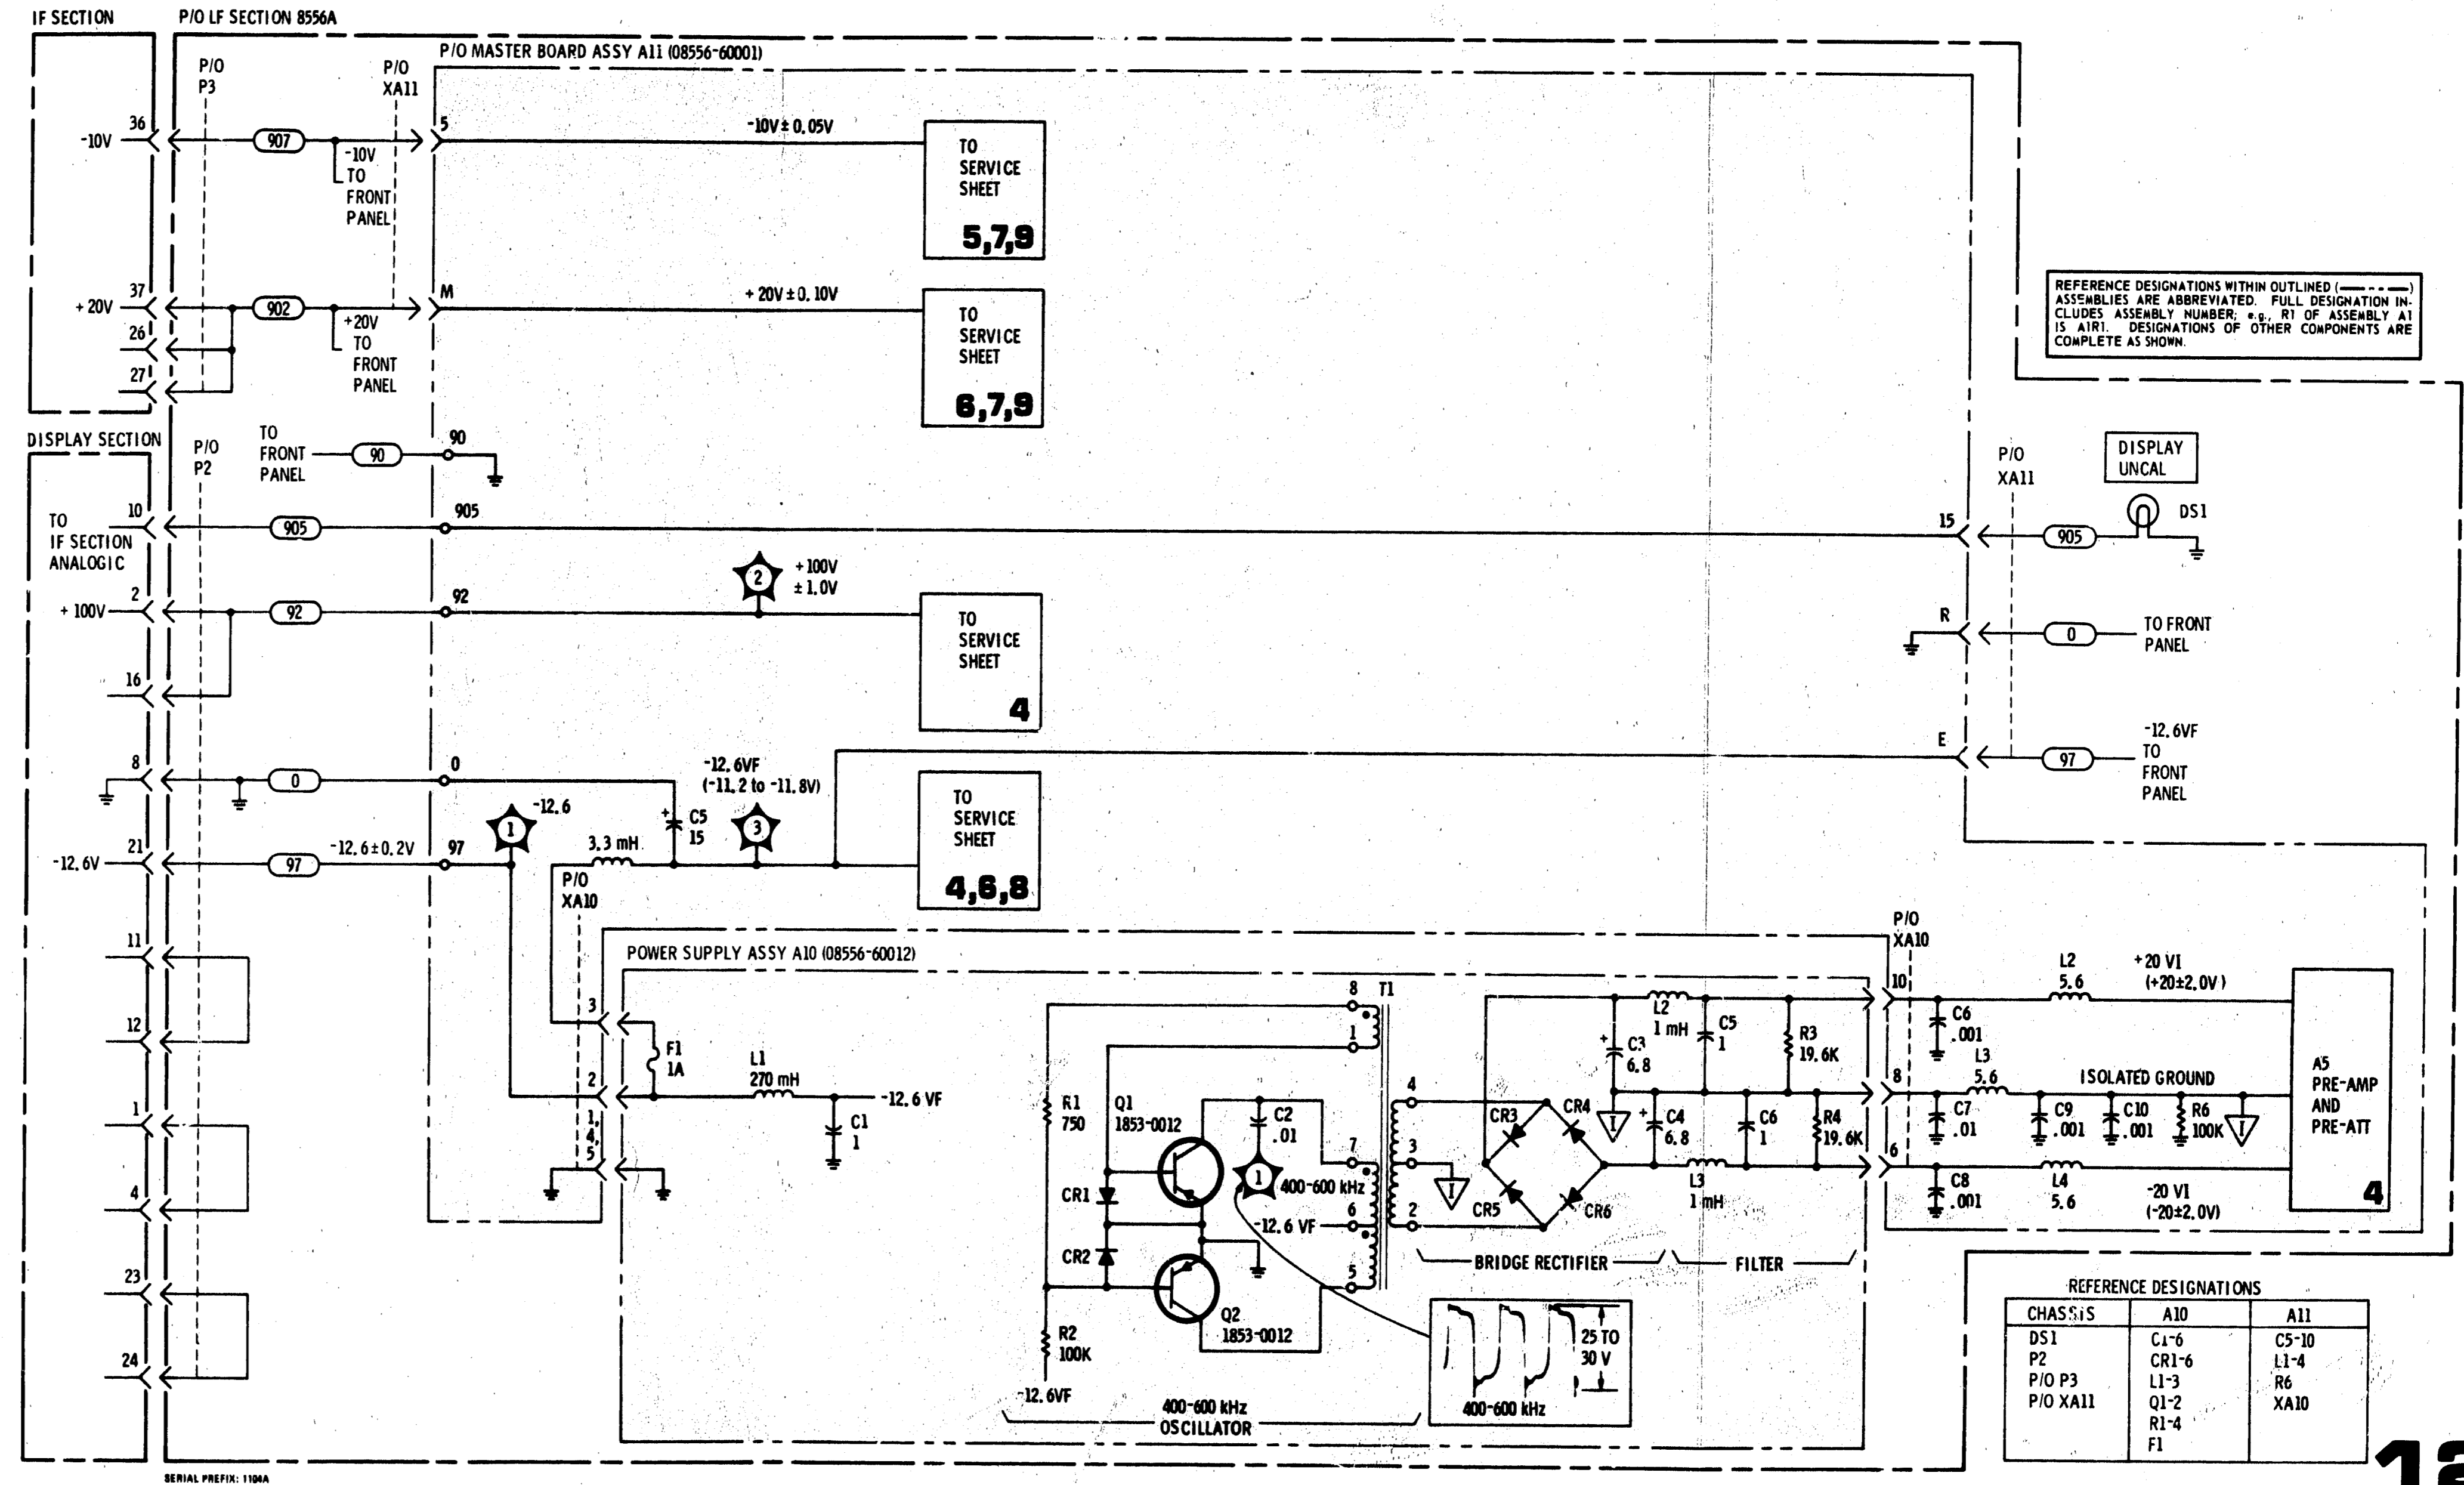 IF SECTION
P/O LF SECTION 8556A
P/O MASTER BOARD ASSY A11 (08556-60001)
P/O
P3
P/O
XA11
36
-10V
907
-10V
TO
FRONT
PANEL
5
-10V ± 0.05V
TO
SERVICE
SHEET
5,7,9
37
+20V
902
+20V
TO
FRONT
PANEL
M
+20V ± 0.10V
TO
SERVICE
SHEET
6,7,9
26
27
REFERENCE DESIGNATIONS WITHIN OUTLINED (— - - —)
ASSEMBLIES ARE ABBREVIATED. FULL DESIGNATION IN-
CLUDES ASSEMBLY NUMBER; e.g., R1 OF ASSEMBLY A1
IS A1R1. DESIGNATIONS OF OTHER COMPONENTS ARE
COMPLETE AS SHOWN.
DISPLAY SECTION
P/O
P2
TO
FRONT
PANEL
90
90
TO
IF SECTION
ANALOGIC
10
905
905
15
P/O
XA11
905
DISPLAY
UNCAL
DS1
2
+100V
92
92
2
+100V
± 1.0V
TO
SERVICE
SHEET
4
16
R
0
TO FRONT
PANEL
8
0
0
E
97
-12.6VF
TO
FRONT
PANEL
21
-12.6V
97
-12.6±0.2V
97
1
-12.6
3.3 mH
+
C5
15
-12.6VF
(-11.2 to -11.8V)
3
TO
SERVICE
SHEET
4,6,8
P/O
XA10
11
12
1
4
23
24
POWER SUPPLY ASSY A10 (08556-60012)
3
2
1,
4,
5
F1
1A
L1
270 mH
-12.6 VF
C1
1
R1
750
Q1
1853-0012
CR1
CR2
R2
100K
-12.6VF
Q2
1853-0012
C2
.01
1
400-600 kHz
-12.6 VF
8
T1
1
7
6
5
4
3
2
I
400-600 kHz
OSCILLATOR
CR3
CR4
CR5
CR6
BRIDGE RECTIFIER
FILTER
+
C3
6.8
L2
1 mH
C5
1
R3
19.6K
I
+
C4
6.8
C6
1
R4
19.6K
L3
1 mH
25 TO
30 V
400-600 kHz
P/O
XA10
10
8
6
C6
.001
L2
5.6
+20 VI
(+20±2.0V)
L3
5.6
ISOLATED GROUND
C7
.01
C9
.001
C10
.001
R6
100K
I
C8
.001
L4
5.6
-20 VI
(-20±2.0V)
A5
PRE-AMP
AND
PRE-ATT
4
REFERENCE DESIGNATIONS
CHASSIS A10 A11
DS1 C1-6 C5-10
P2 CR1-6 L1-4
P/O P3 L1-3 R6
P/O XA11 Q1-2 XA10
R1-4
F1
SERIAL PREFIX: 1104A